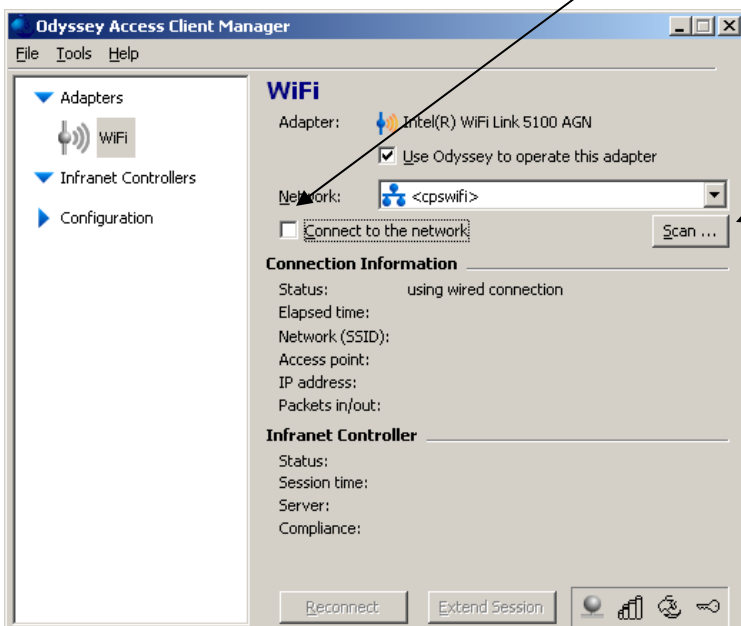 Odyssey Access Client Manager
File Tools Help
Adapters
WiFi
Infranet Controllers
Configuration
WiFi
Adapter: Intel(R) WiFi Link 5100 AGN
Use Odyssey to operate this adapter
Network: <cpswifi>
Connect to the network Scan ...
Connection Information
Status: using wired connection
Elapsed time:
Network (SSID):
Access point:
IP address:
Packets in/out:
Infranet Controller
Status:
Session time:
Server:
Compliance:
Reconnect Extend Session